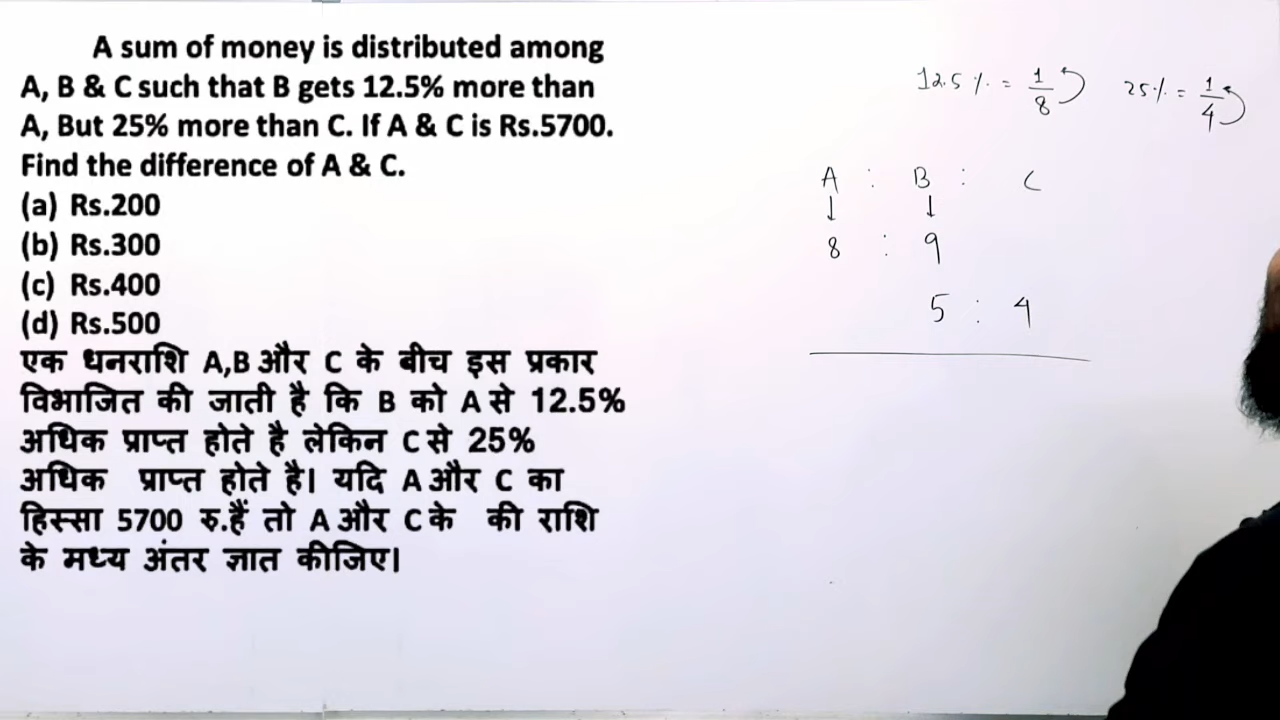 A sum of money is distributed among
A, B & C such that B gets 12.5% more than
A, But 25% more than C. If A & C is Rs.5700.
Find the difference of A & C.
(a) Rs.200
(b) Rs.300
(c) Rs.400
(d) Rs.500
एक धनराशि A,B और C के बीच इस प्रकार
विभाजित की जाती है कि B को A से 12.5%
अधिक प्राप्त होते है लेकिन C से 25%
अधिक प्राप्त होते है। यदि A और C का
हिस्सा 5700 रु.हैं तो A और C के की राशि
के मध्य अंतर ज्ञात कीजिए।
12.5 % = 1/8 25% = 1/4
A : B : C
8 : 9
5 : 4